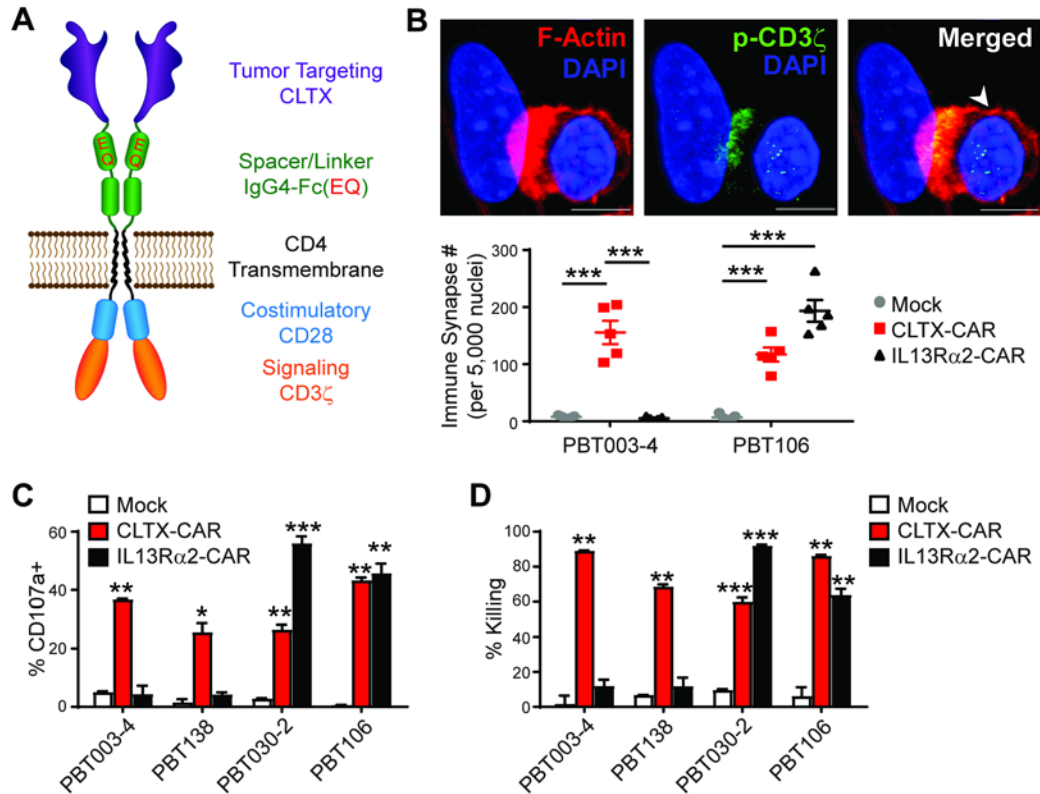 A
Tumor Targeting
CLTX
EQ
EQ
Spacer/Linker
IgG4-Fc(EQ)
CD4
Transmembrane
Costimulatory
CD28
Signaling
CD3ζ
B
F-Actin
DAPI
p-CD3ζ
DAPI
Merged
Immune Synapse #
(per 5,000 nuclei)
300
200
100
0
***
***
***
***
PBT003-4
PBT106
Mock
CLTX-CAR
IL13Rα2-CAR
C
Mock
CLTX-CAR
IL13Rα2-CAR
% CD107a+
60
40
20
0
**
*
**
***
**
**
PBT003-4
PBT138
PBT030-2
PBT106
D
% Killing
100
80
60
40
20
0
**
**
***
***
**
**
PBT003-4
PBT138
PBT030-2
PBT106
Mock
CLTX-CAR
IL13Rα2-CAR